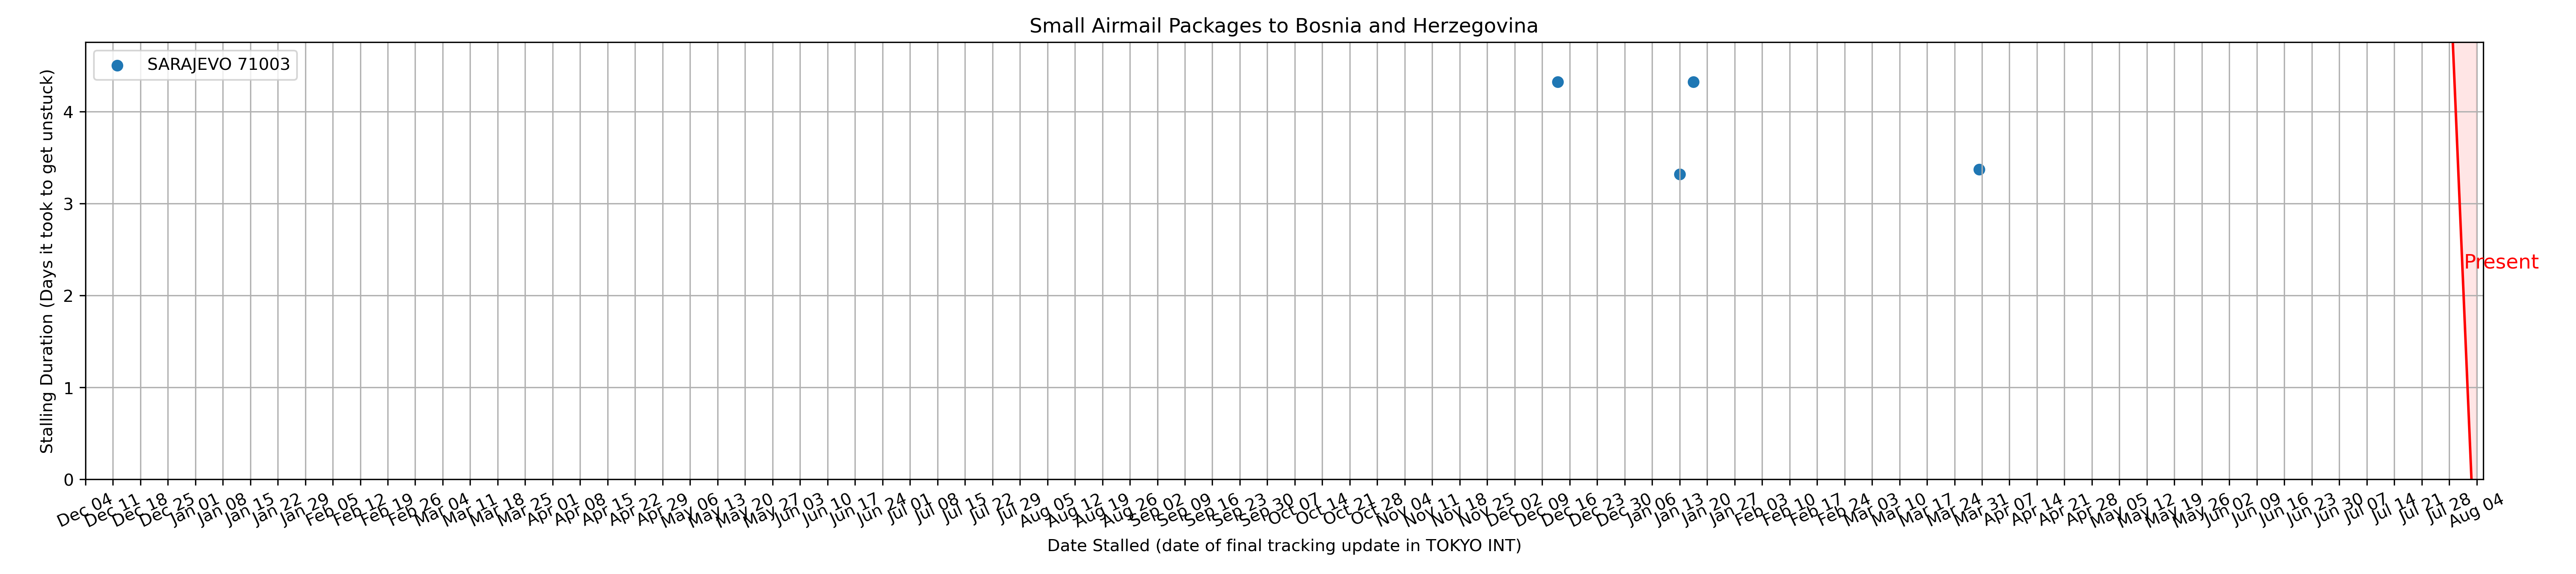 Small Airmail Packages to Bosnia and Herzegovina
SARAJEVO 71003
Stalling Duration (Days it took to get unstuck)
4
3
2
1
0
Present
Dec 04
Dec 11
Dec 18
Dec 25
Jan 01
Jan 08
Jan 15
Jan 22
Jan 29
Feb 05
Feb 12
Feb 19
Feb 26
Mar 04
Mar 11
Mar 18
Mar 25
Apr 01
Apr 08
Apr 15
Apr 22
Apr 29
May 06
May 13
May 20
May 27
Jun 03
Jun 10
Jun 17
Jun 24
Jul 01
Jul 08
Jul 15
Jul 22
Jul 29
Aug 05
Aug 12
Aug 19
Aug 26
Sep 02
Sep 09
Sep 16
Sep 23
Sep 30
Oct 07
Oct 14
Oct 21
Oct 28
Nov 04
Nov 11
Nov 18
Nov 25
Dec 02
Dec 09
Dec 16
Dec 23
Dec 30
Jan 06
Jan 13
Jan 20
Jan 27
Feb 03
Feb 10
Feb 17
Feb 24
Mar 03
Mar 10
Mar 17
Mar 24
Mar 31
Apr 07
Apr 14
Apr 21
Apr 28
May 05
May 12
May 19
May 26
Jun 02
Jun 09
Jun 16
Jun 23
Jun 30
Jul 07
Jul 14
Jul 21
Jul 28
Aug 04
Date Stalled (date of final tracking update in TOKYO INT)